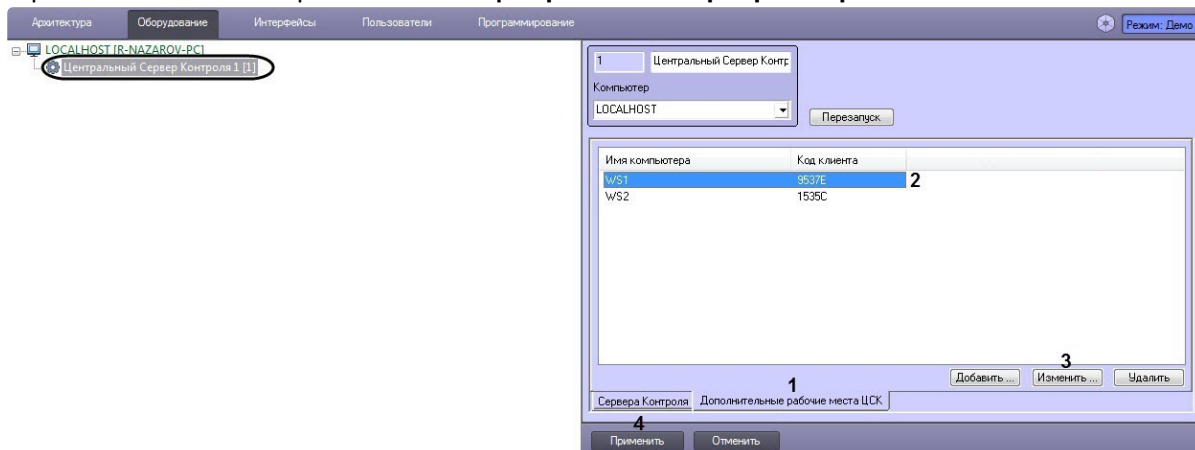 Архитектура Оборудование Интерфейсы Пользователи Программирование Режим: Демо
LOCALHOST [R-NAZAROV-PC]
Центральный Сервер Контроля 1 [1]
1 Центральный Сервер Контр
Компьютер
LOCALHOST
Перезапуск
Имя компьютера Код клиента
WS1 9537E 2
WS2 1535C
3
Добавить ... Изменить ... Удалить
1
Сервера Контроля Дополнительные рабочие места ЦСК
4
Применить Отменить